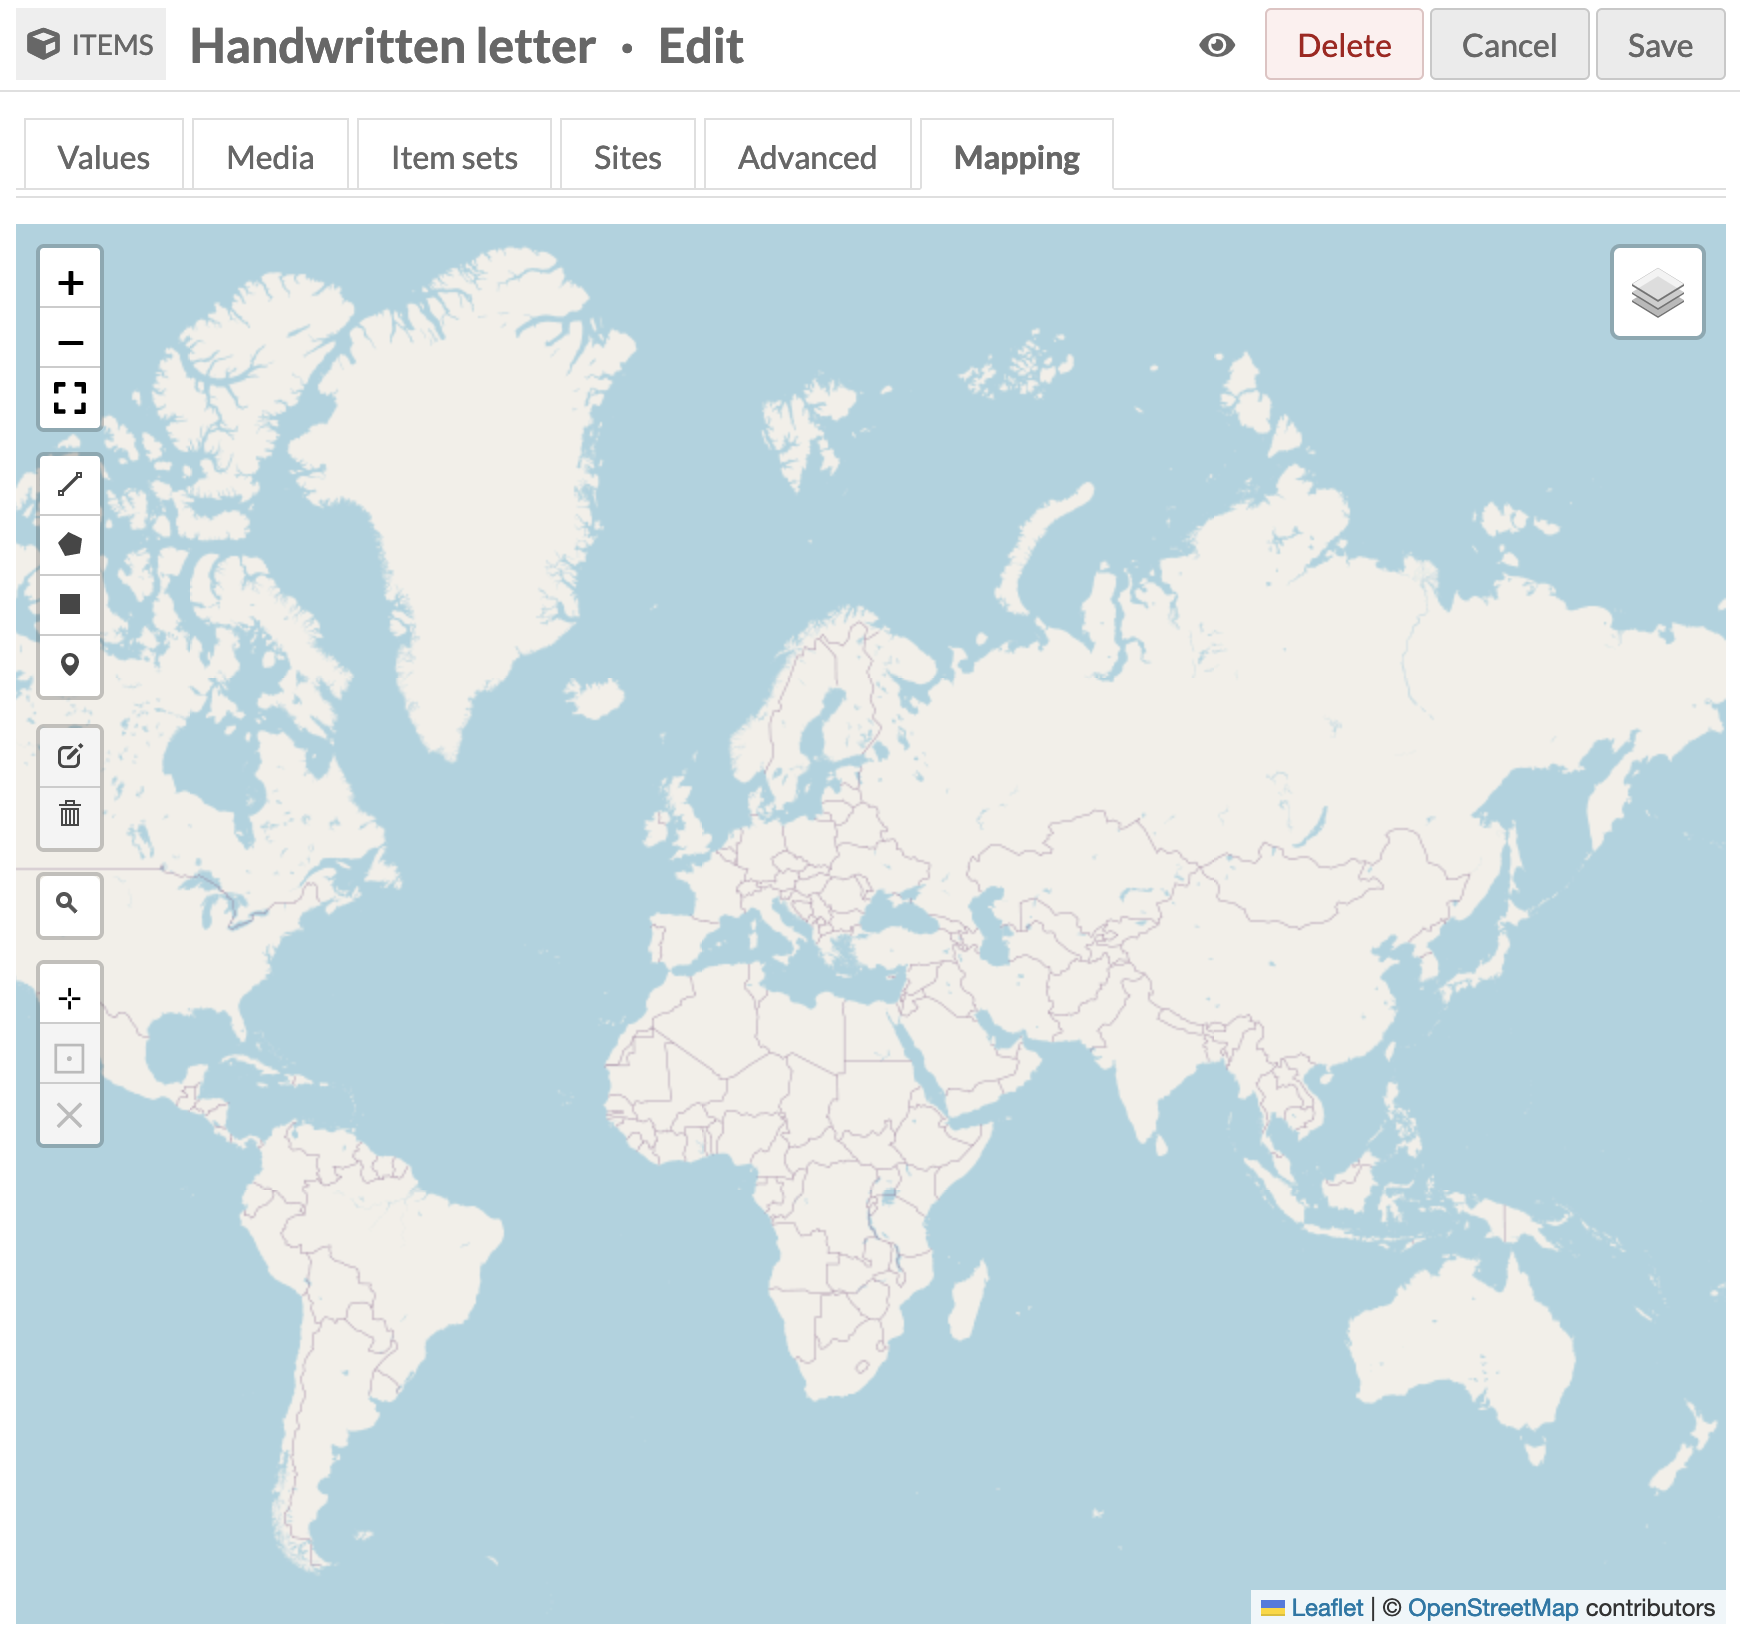 ITEMS Handwritten letter · Edit Delete Cancel Save
Values Media Item sets Sites Advanced Mapping
+
−
Leaflet | © OpenStreetMap contributors